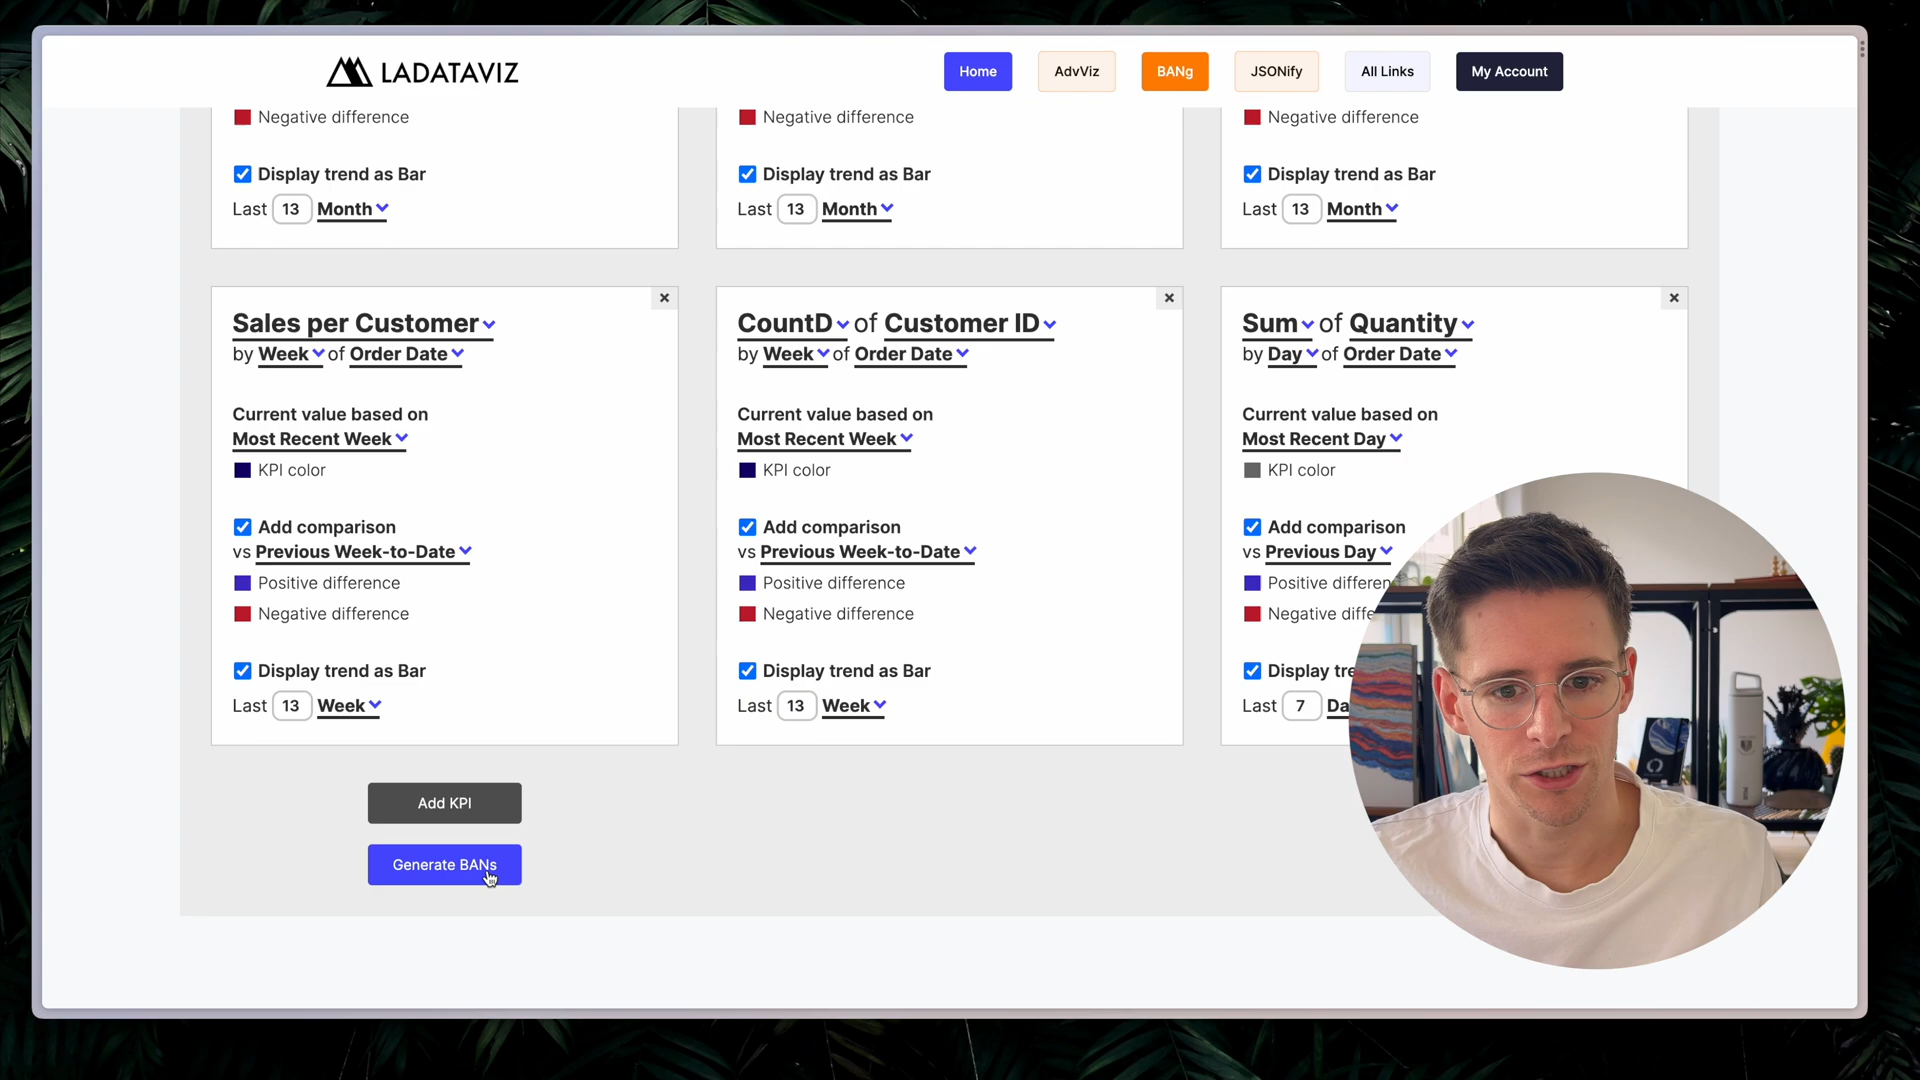 LADATAVIZ
Home
AdvViz
BANg
JSONify
All Links
My Account
Negative difference
Negative difference
Negative difference
Display trend as Bar
Display trend as Bar
Display trend as Bar
Last 13 Month
Last 13 Month
Last 13 Month
Sales per Customer
by Week of Order Date
Current value based on
Most Recent Week
KPI color
Add comparison
vs Previous Week-to-Date
Positive difference
Negative difference
Display trend as Bar
Last 13 Week
CountD of Customer ID
by Week of Order Date
Current value based on
Most Recent Week
KPI color
Add comparison
vs Previous Week-to-Date
Positive difference
Negative difference
Display trend as Bar
Last 13 Week
Sum of Quantity
by Day of Order Date
Current value based on
Most Recent Day
KPI color
Add comparison
vs Previous Day
Positive differen
Negative diffe
Display tre
Last 7 Da
Add KPI
Generate BANs